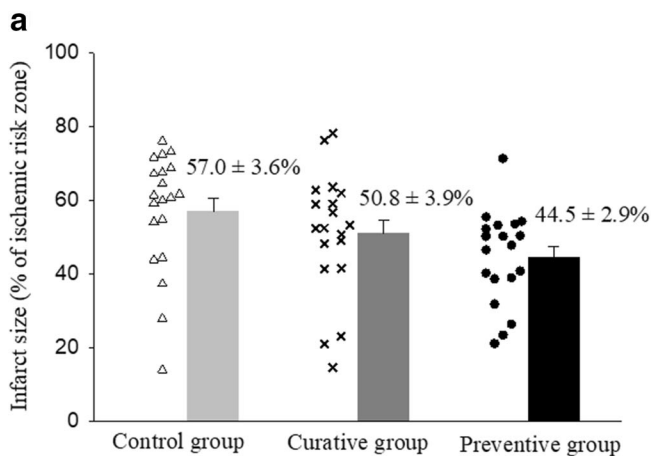 a
Infarct size (% of ischemic risk zone)
100
80
60
40
20
0
57.0 ± 3.6%
50.8 ± 3.9%
44.5 ± 2.9%
Control group
Curative group
Preventive group